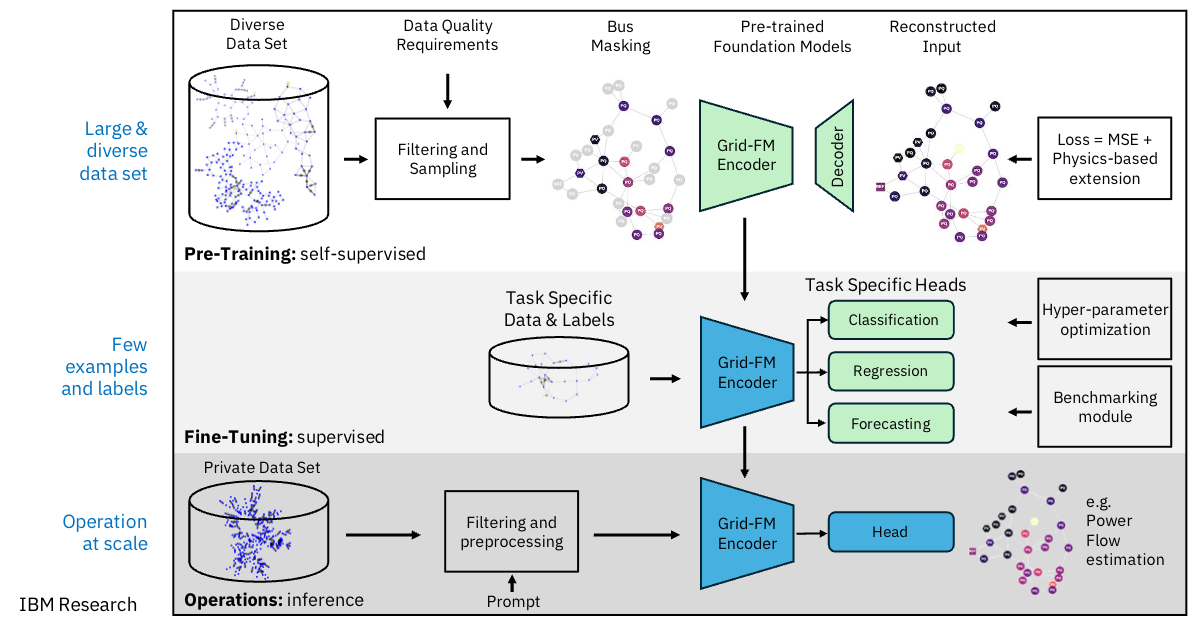 Diverse
Data Set
Data Quality
Requirements
Bus
Masking
Pre-trained
Foundation Models
Reconstructed
Input
Large &
diverse
data set
Filtering and
Sampling
Grid-FM
Encoder
Decoder
Loss = MSE +
Physics-based
extension
Pre-Training: self-supervised
Few
examples
and labels
Task Specific
Data & Labels
Grid-FM
Encoder
Task Specific Heads
Classification
Regression
Forecasting
Hyper-parameter
optimization
Benchmarking
module
Fine-Tuning: supervised
Operation
at scale
Private Data Set
Filtering and
preprocessing
Prompt
Grid-FM
Encoder
Head
e.g.
Power
Flow
estimation
Operations: inference
IBM Research